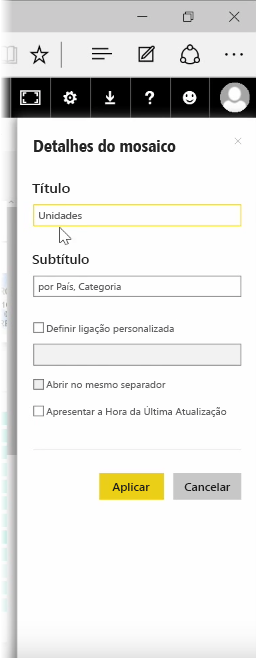 Detalhes do mosaico
Título
Unidades
Subtítulo
por País, Categoria
Definir ligação personalizada
Abrir no mesmo separador
Apresentar a Hora da Última Atualização
Aplicar
Cancelar